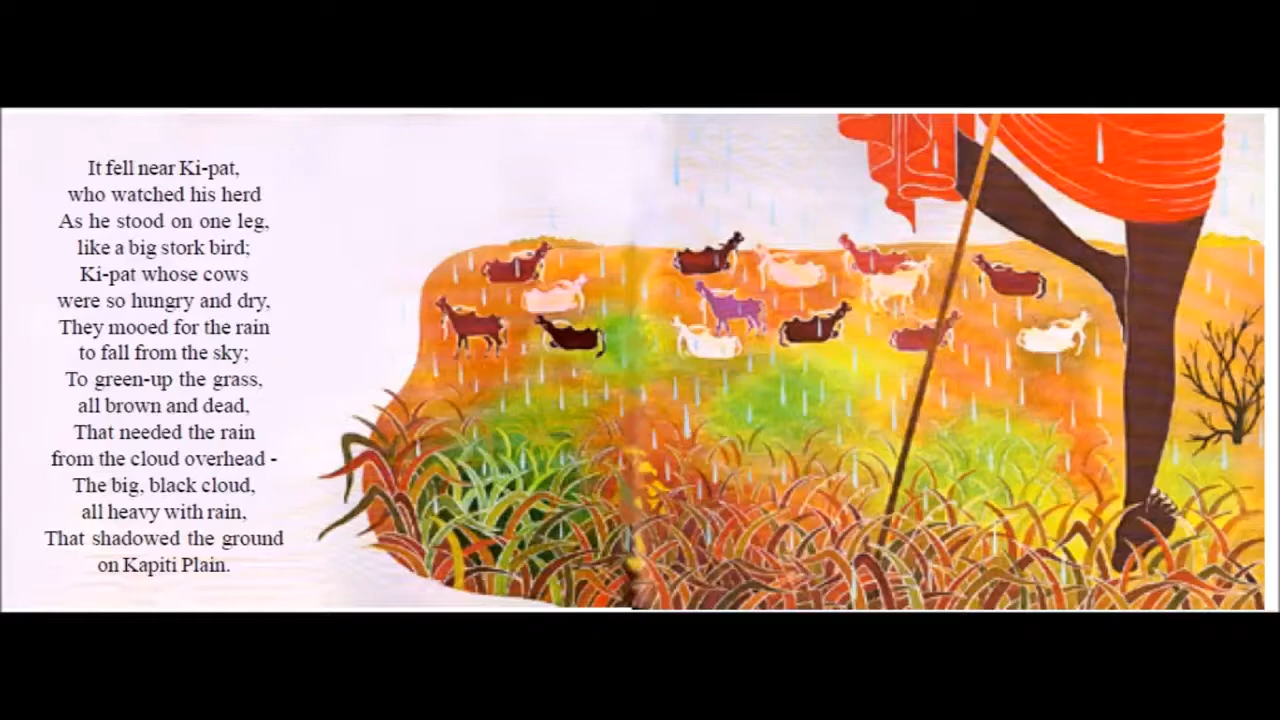 It fell near Ki-pat,
who watched his herd
As he stood on one leg,
like a big stork bird;
Ki-pat whose cows
were so hungry and dry,
They mooed for the rain
to fall from the sky;
To green-up the grass,
all brown and dead,
That needed the rain
from the cloud overhead -
The big, black cloud,
all heavy with rain,
That shadowed the ground
on Kapiti Plain.